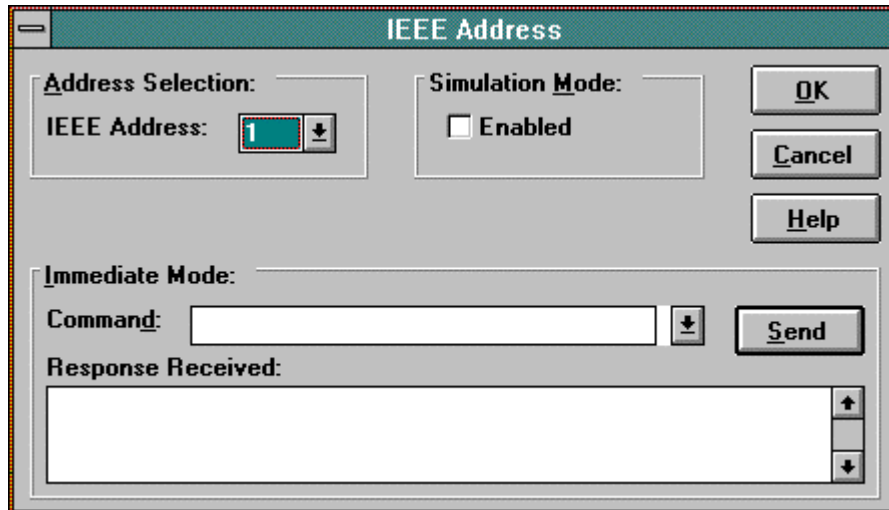 IEEE Address
Address Selection:
IEEE Address: 1
Simulation Mode:
Enabled
OK
Cancel
Help
Immediate Mode:
Command:
Send
Response Received: